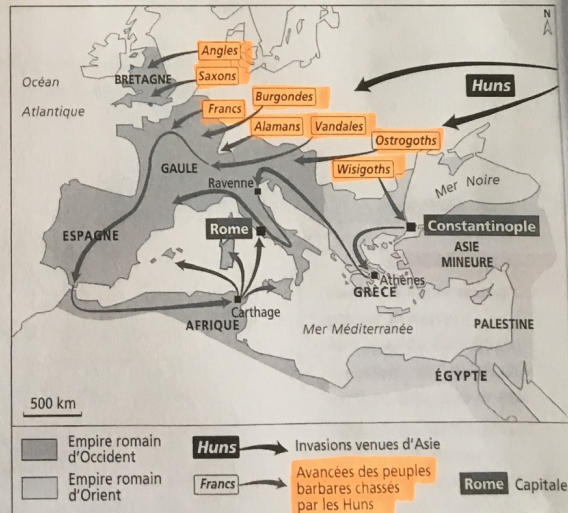 N
Angles
BRETAGNE
Saxons
Océan
Atlantique
Huns
Burgondes
Francs
Alamans
Vandales
Ostrogoths
GAULE
Wisigoths
Ravenne
Mer Noire
Rome
Constantinople
ESPAGNE
ASIE
MINEURE
Athènes
GRÈCE
Carthage
AFRIQUE
Mer Méditerranée
PALESTINE
ÉGYPTE
500 km
Empire romain
d'Occident
Empire romain
d'Orient
Huns
Invasions venues d'Asie
Francs
Avancées des peuples
barbares chassés
par les Huns
Rome
Capitale